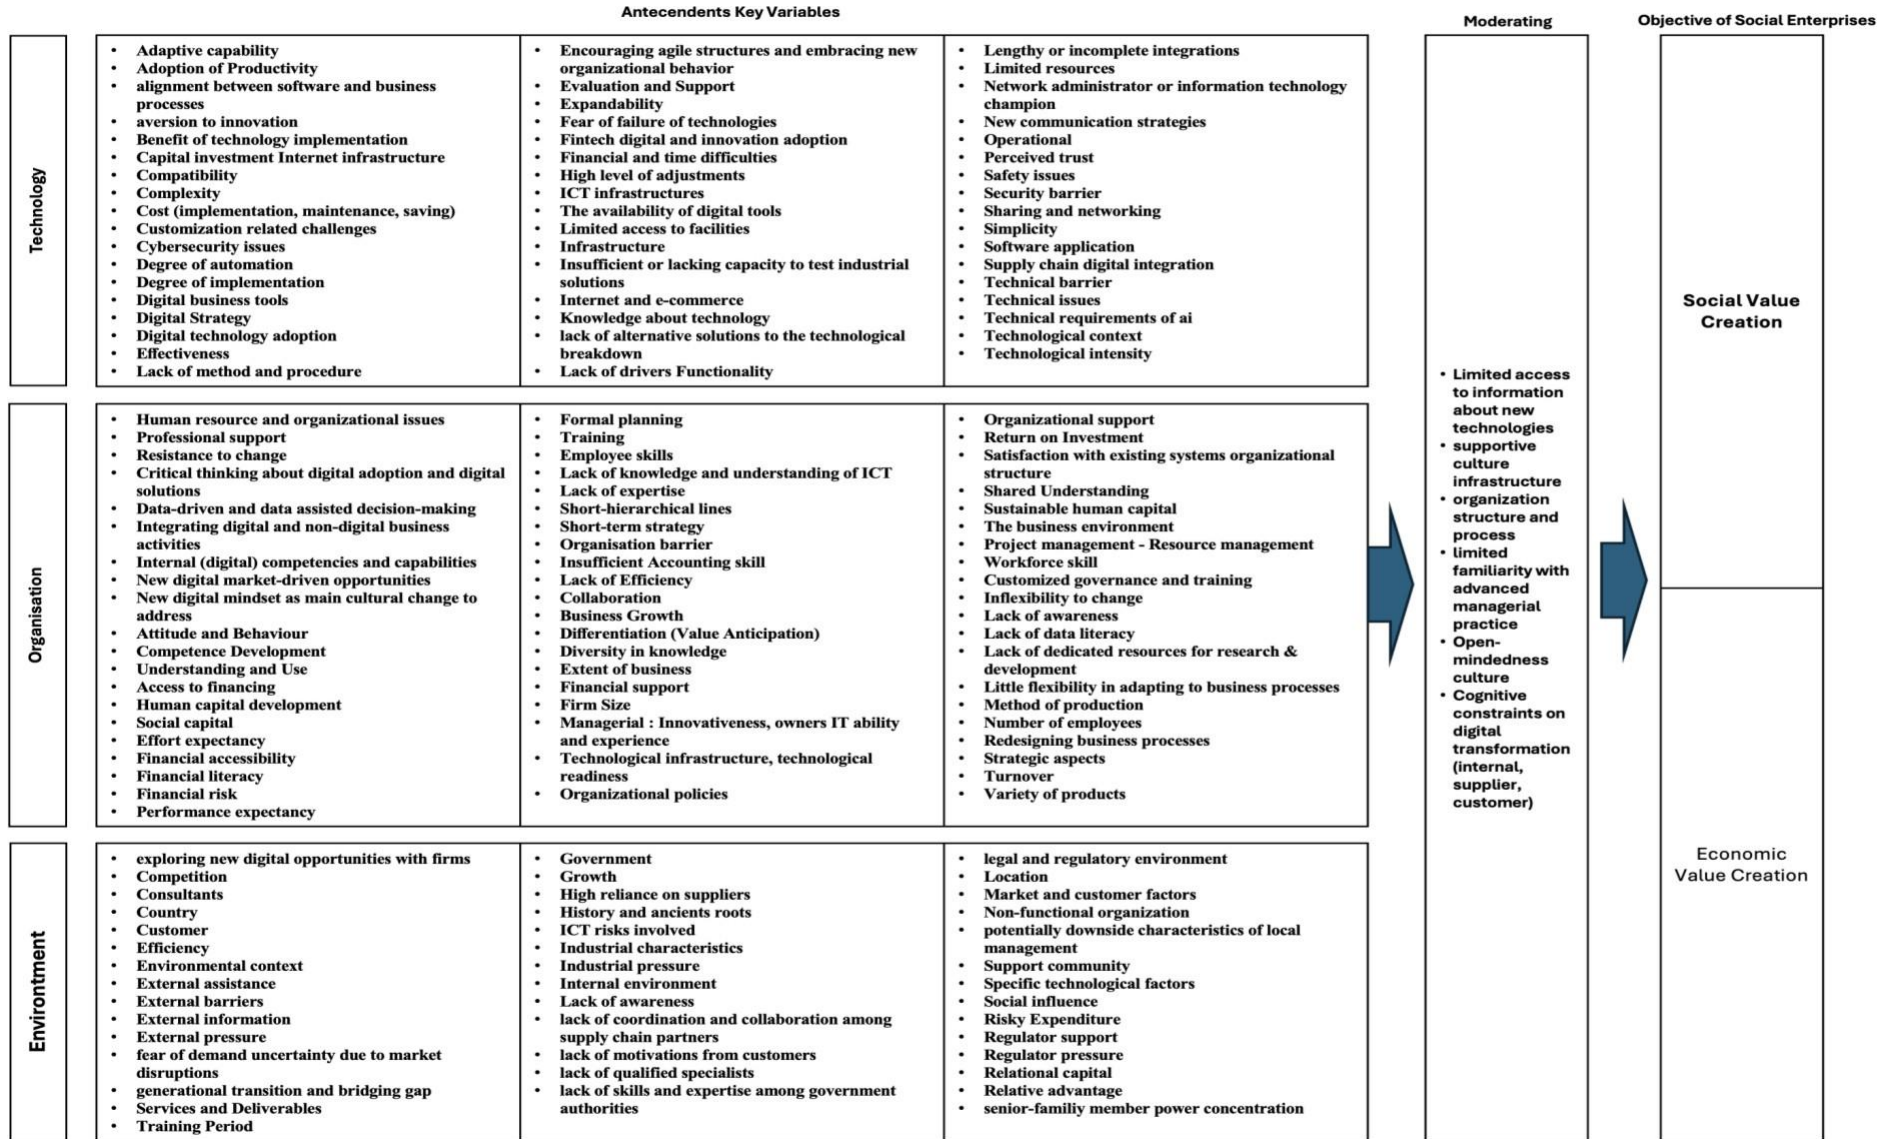 Antecendents Key Variables
Moderating
Objective of Social Enterprises
Technology
• Adaptive capability
• Adoption of Productivity
• alignment between software and business
processes
• aversion to innovation
• Benefit of technology implementation
• Capital investment Internet infrastructure
• Compatibility
• Complexity
• Cost (implementation, maintenance, saving)
• Customization related challenges
• Cybersecurity issues
• Degree of automation
• Degree of implementation
• Digital business tools
• Digital Strategy
• Digital technology adoption
• Effectiveness
• Lack of method and procedure
• Encouraging agile structures and embracing new
organizational behavior
• Evaluation and Support
• Expandability
• Fear of failure of technologies
• Fintech digital and innovation adoption
• Financial and time difficulties
• High level of adjustments
• ICT infrastructures
• The availability of digital tools
• Limited access to facilities
• Infrastructure
• Insufficient or lacking capacity to test industrial
solutions
• Internet and e-commerce
• Knowledge about technology
• lack of alternative solutions to the technological
breakdown
• Lack of drivers Functionality
• Lengthy or incomplete integrations
• Limited resources
• Network administrator or information technology
champion
• New communication strategies
• Operational
• Perceived trust
• Safety issues
• Security barrier
• Sharing and networking
• Simplicity
• Software application
• Supply chain digital integration
• Technical barrier
• Technical issues
• Technical requirements of ai
• Technological context
• Technological intensity
Organisation
• Human resource and organizational issues
• Professional support
• Resistance to change
• Critical thinking about digital adoption and digital
solutions
• Data-driven and data assisted decision-making
• Integrating digital and non-digital business
activities
• Internal (digital) competencies and capabilities
• New digital market-driven opportunities
• New digital mindset as main cultural change to
address
• Attitude and Behaviour
• Competence Development
• Understanding and Use
• Access to financing
• Human capital development
• Social capital
• Effort expectancy
• Financial accessibility
• Financial literacy
• Financial risk
• Performance expectancy
• Formal planning
• Training
• Employee skills
• Lack of knowledge and understanding of ICT
• Lack of expertise
• Short-hierarchical lines
• Short-term strategy
• Organisation barrier
• Insufficient Accounting skill
• Lack of Efficiency
• Collaboration
• Business Growth
• Differentiation (Value Anticipation)
• Diversity in knowledge
• Extent of business
• Financial support
• Firm Size
• Managerial : Innovativeness, owners IT ability
and experience
• Technological infrastructure, technological
readiness
• Organizational policies
• Organizational support
• Return on Investment
• Satisfaction with existing systems organizational
structure
• Shared Understanding
• Sustainable human capital
• The business environment
• Project management - Resource management
• Workforce skill
• Customized governance and training
• Inflexibility to change
• Lack of awareness
• Lack of data literacy
• Lack of dedicated resources for research &
development
• Little flexibility in adapting to business processes
• Method of production
• Number of employees
• Redesigning business processes
• Strategic aspects
• Turnover
• Variety of products
Environtment
• exploring new digital opportunities with firms
• Competition
• Consultants
• Country
• Customer
• Efficiency
• Environmental context
• External assistance
• External barriers
• External information
• External pressure
• fear of demand uncertainty due to market
disruptions
• generational transition and bridging gap
• Services and Deliverables
• Training Period
• Government
• Growth
• High reliance on suppliers
• History and ancients roots
• ICT risks involved
• Industrial characteristics
• Industrial pressure
• Internal environment
• Lack of awareness
• lack of coordination and collaboration among
supply chain partners
• lack of motivations from customers
• lack of qualified specialists
• lack of skills and expertise among government
authorities
• legal and regulatory environment
• Location
• Market and customer factors
• Non-functional organization
• potentially downside characteristics of local
management
• Support community
• Specific technological factors
• Social influence
• Risky Expenditure
• Regulator support
• Regulator pressure
• Relational capital
• Relative advantage
• senior-familiy member power concentration
• Limited access
to information
about new
technologies
• supportive
culture
infrastructure
• organization
structure and
process
• limited
familiarity with
advanced
managerial
practice
• Open-
mindedness
culture
• Cognitive
constraints on
digital
transformation
(internal,
supplier,
customer)
Social Value
Creation
Economic
Value Creation